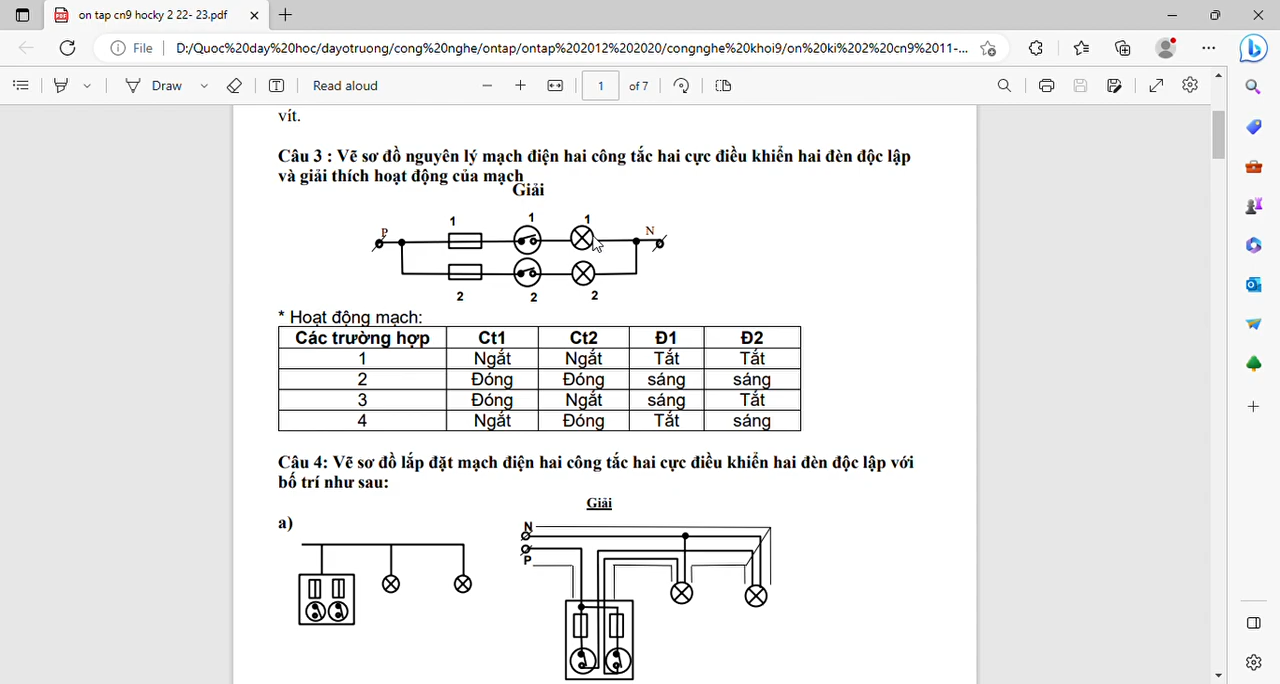 on tap cn9 hocky 2 22- 23.pdf
File
D:/Quoc%20day%20hoc/dayotruong/cong%20nghe/ontap/ontap%202012%202020/congnghe%20khoi9/on%20ki%202%20cn9%2011-...
Draw
Read aloud
1
of 7
vít.
Câu 3 : Vẽ sơ đồ nguyên lý mạch điện hai công tắc hai cực điều khiển hai đèn độc lập
và giải thích hoạt động của mạch
Giải
1 1 1
P N
2 2 2
* Hoạt động mạch:
Các trường hợp Ct1 Ct2 Đ1 Đ2
1 Ngắt Ngắt Tắt Tắt
2 Đóng Đóng sáng sáng
3 Đóng Ngắt sáng Tắt
4 Ngắt Đóng Tắt sáng
Câu 4: Vẽ sơ đồ lắp đặt mạch điện hai công tắc hai cực điều khiển hai đèn độc lập với
bố trí như sau:
Giải
a)
N
P